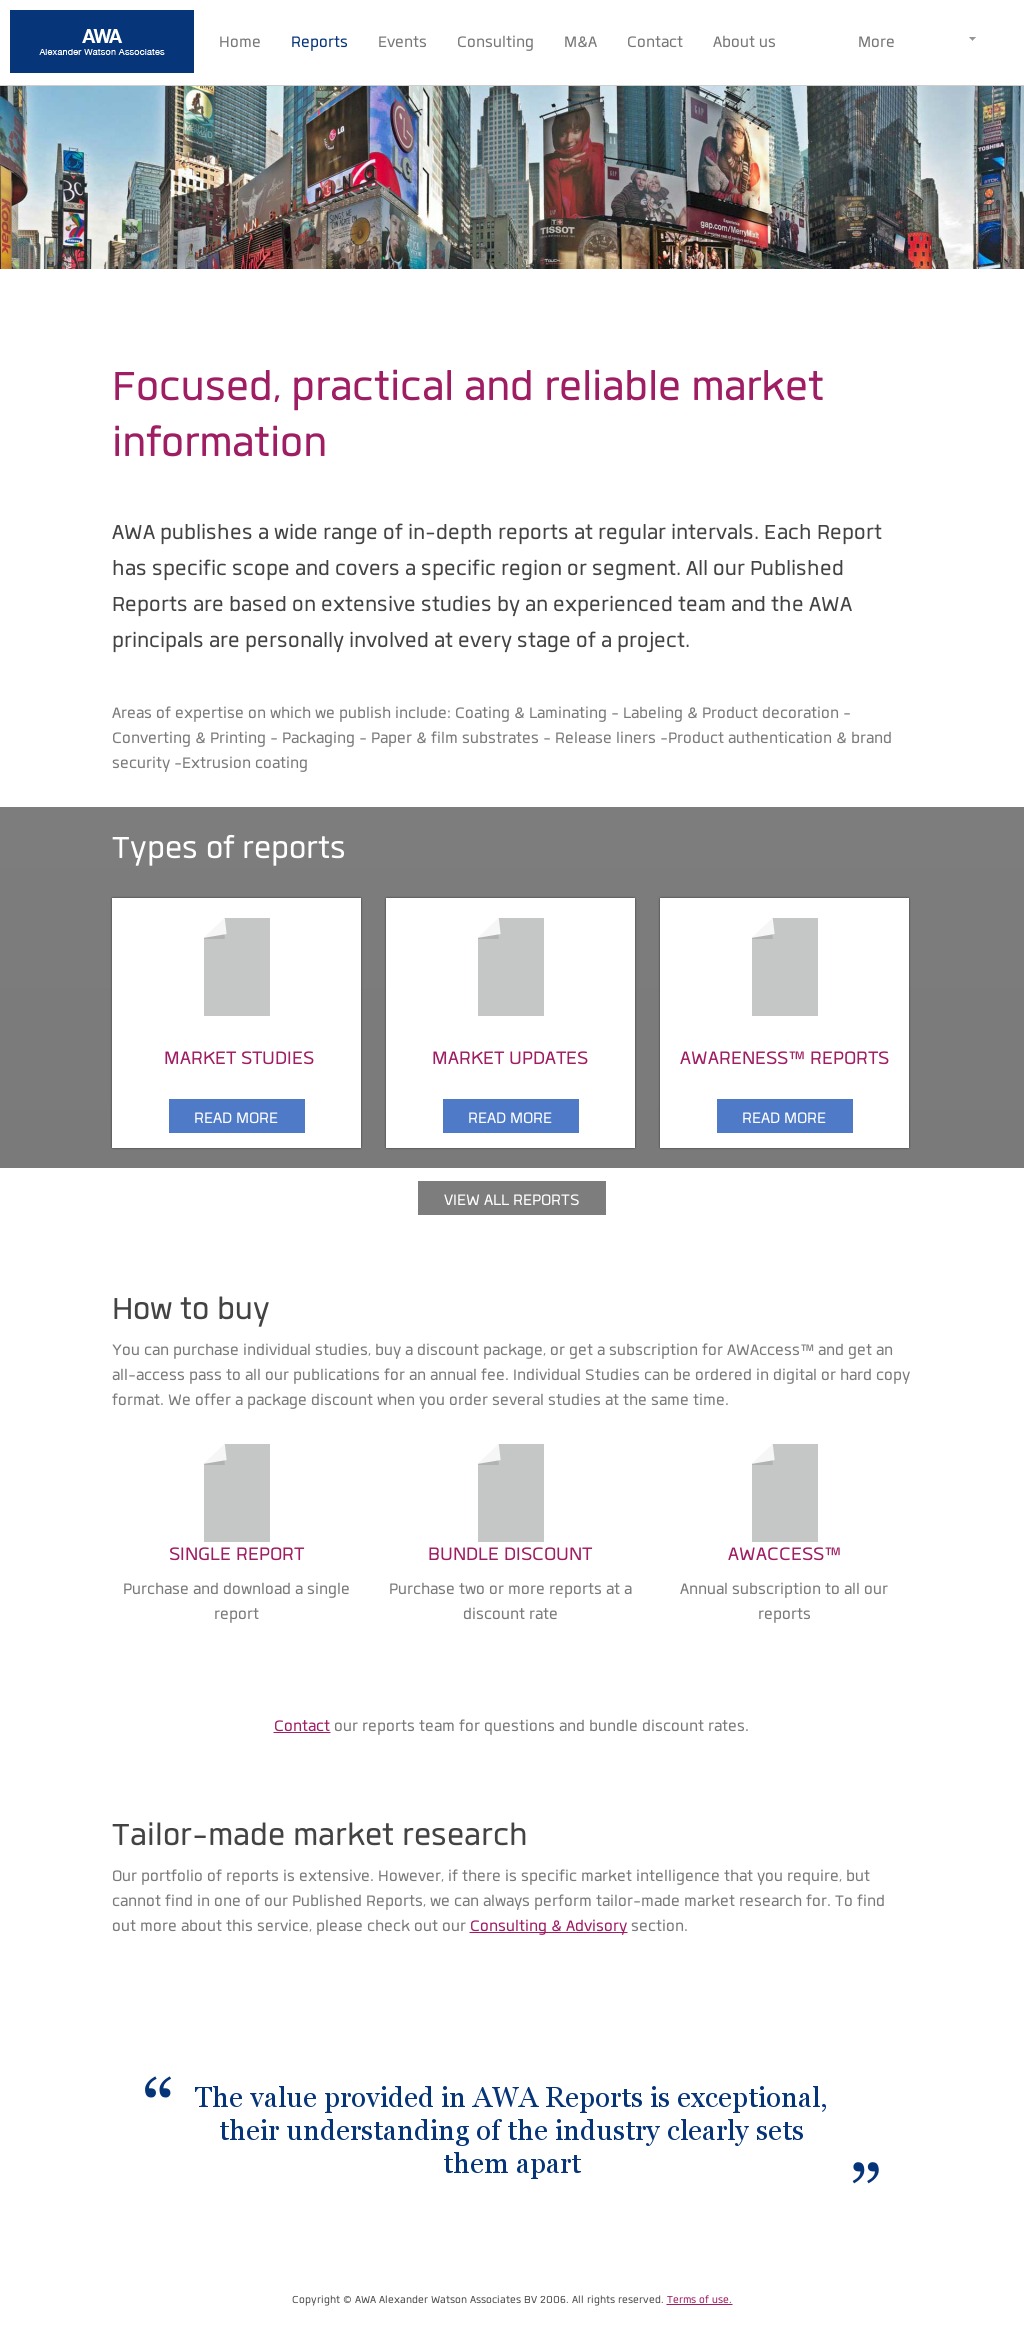 AWA
Alexander Watson Associates
Home Reports Events Consulting M&A Contact About us More
LG
LG
TOSHIBA
GAP
TISSOT
gap.com/MerryMixIt
Focused, practical and reliable market
information
AWA publishes a wide range of in-depth reports at regular intervals. Each Report
has specific scope and covers a specific region or segment. All our Published
Reports are based on extensive studies by an experienced team and the AWA
principals are personally involved at every stage of a project.
Areas of expertise on which we publish include: Coating & Laminating - Labeling & Product decoration -
Converting & Printing - Packaging - Paper & film substrates - Release liners -Product authentication & brand
security -Extrusion coating
Types of reports
MARKET STUDIES MARKET UPDATES AWARENESS™ REPORTS
READ MORE READ MORE READ MORE
VIEW ALL REPORTS
How to buy
You can purchase individual studies, buy a discount package, or get a subscription for AWAccess™ and get an
all-access pass to all our publications for an annual fee. Individual Studies can be ordered in digital or hard copy
format. We offer a package discount when you order several studies at the same time.
SINGLE REPORT BUNDLE DISCOUNT AWACCESS™
Purchase and download a single Purchase two or more reports at a Annual subscription to all our
report discount rate reports
Contact our reports team for questions and bundle discount rates.
Tailor-made market research
Our portfolio of reports is extensive. However, if there is specific market intelligence that you require, but
cannot find in one of our Published Reports, we can always perform tailor-made market research for. To find
out more about this service, please check out our Consulting & Advisory section.
“ The value provided in AWA Reports is exceptional,
their understanding of the industry clearly sets
them apart ”
Copyright © AWA Alexander Watson Associates BV 2006. All rights reserved. Terms of use.